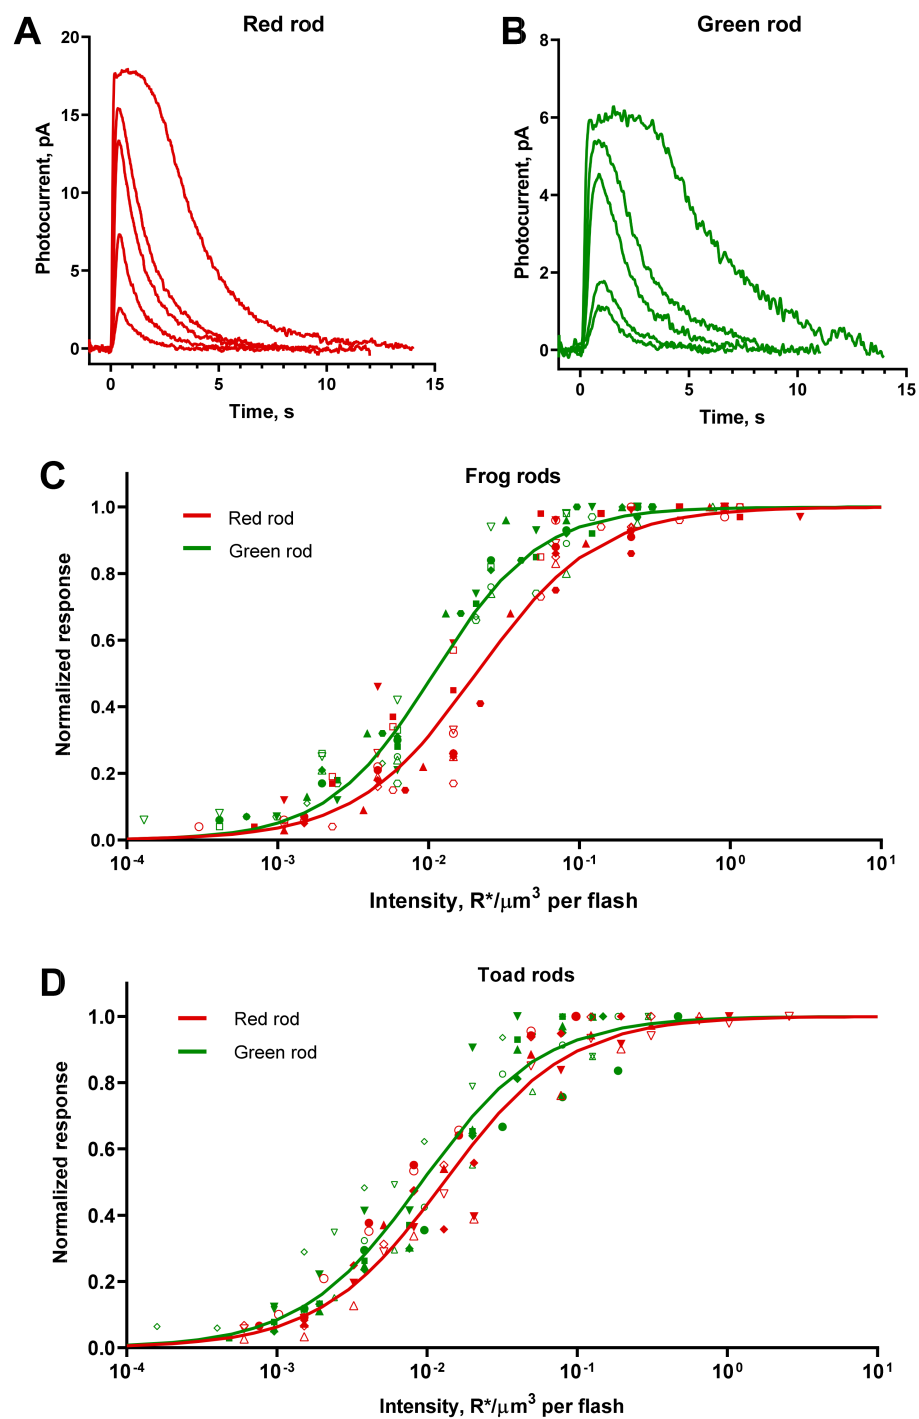 A
Red rod
Photocurrent, pA
20
15
10
5
0
0 5 10 15
Time, s
B
Green rod
Photocurrent, pA
8
6
4
2
0
0 5 10 15
Time, s
C
Frog rods
Red rod
Green rod
Normalized response
1.0
0.8
0.6
0.4
0.2
0.0
10⁻⁴ 10⁻³ 10⁻² 10⁻¹ 10⁰ 10¹
Intensity, R*/μm³ per flash
D
Toad rods
Red rod
Green rod
Normalized response
1.0
0.8
0.6
0.4
0.2
0.0
10⁻⁴ 10⁻³ 10⁻² 10⁻¹ 10⁰ 10¹
Intensity, R*/μm³ per flash